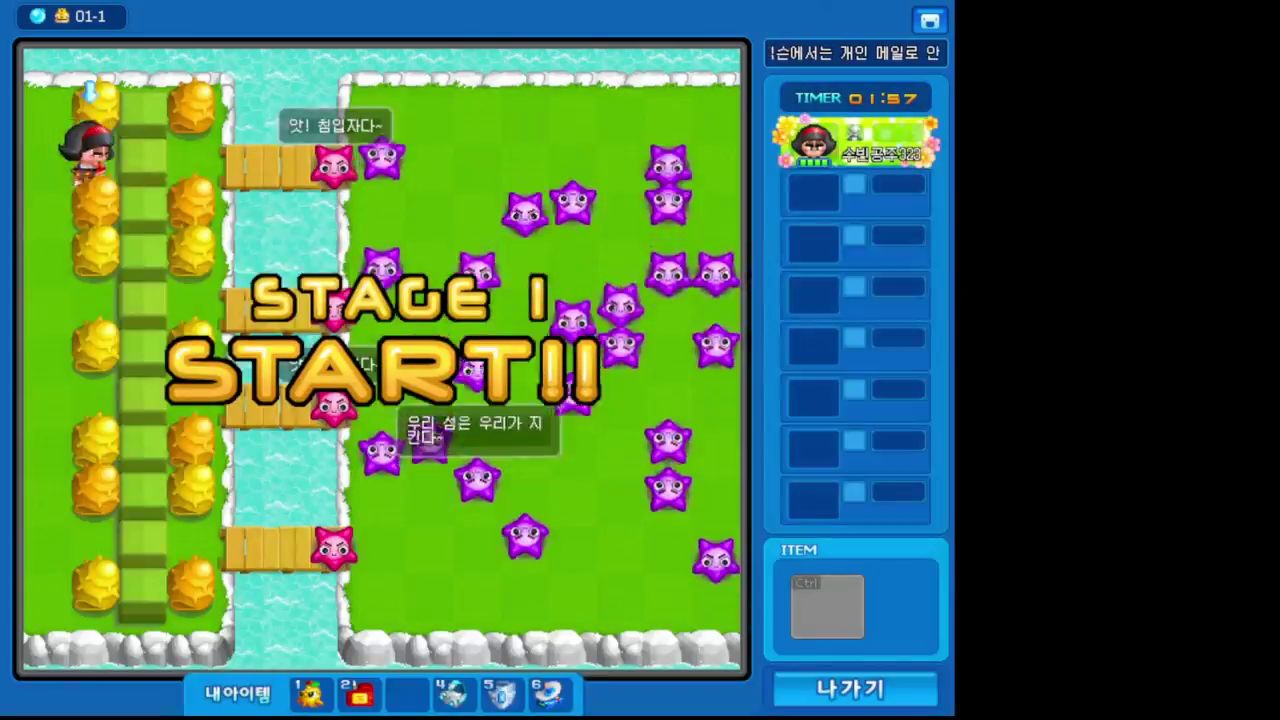 01-1
1슨에서는 개인 메일로 안
TIMER 01:57
수빈공주023
앗! 침입자다~
STAGE 1
START!!
우리 섬은 우리가 지
킨다~
ITEM
Ctrl
내아이템
1
2
4
5
6
나가기